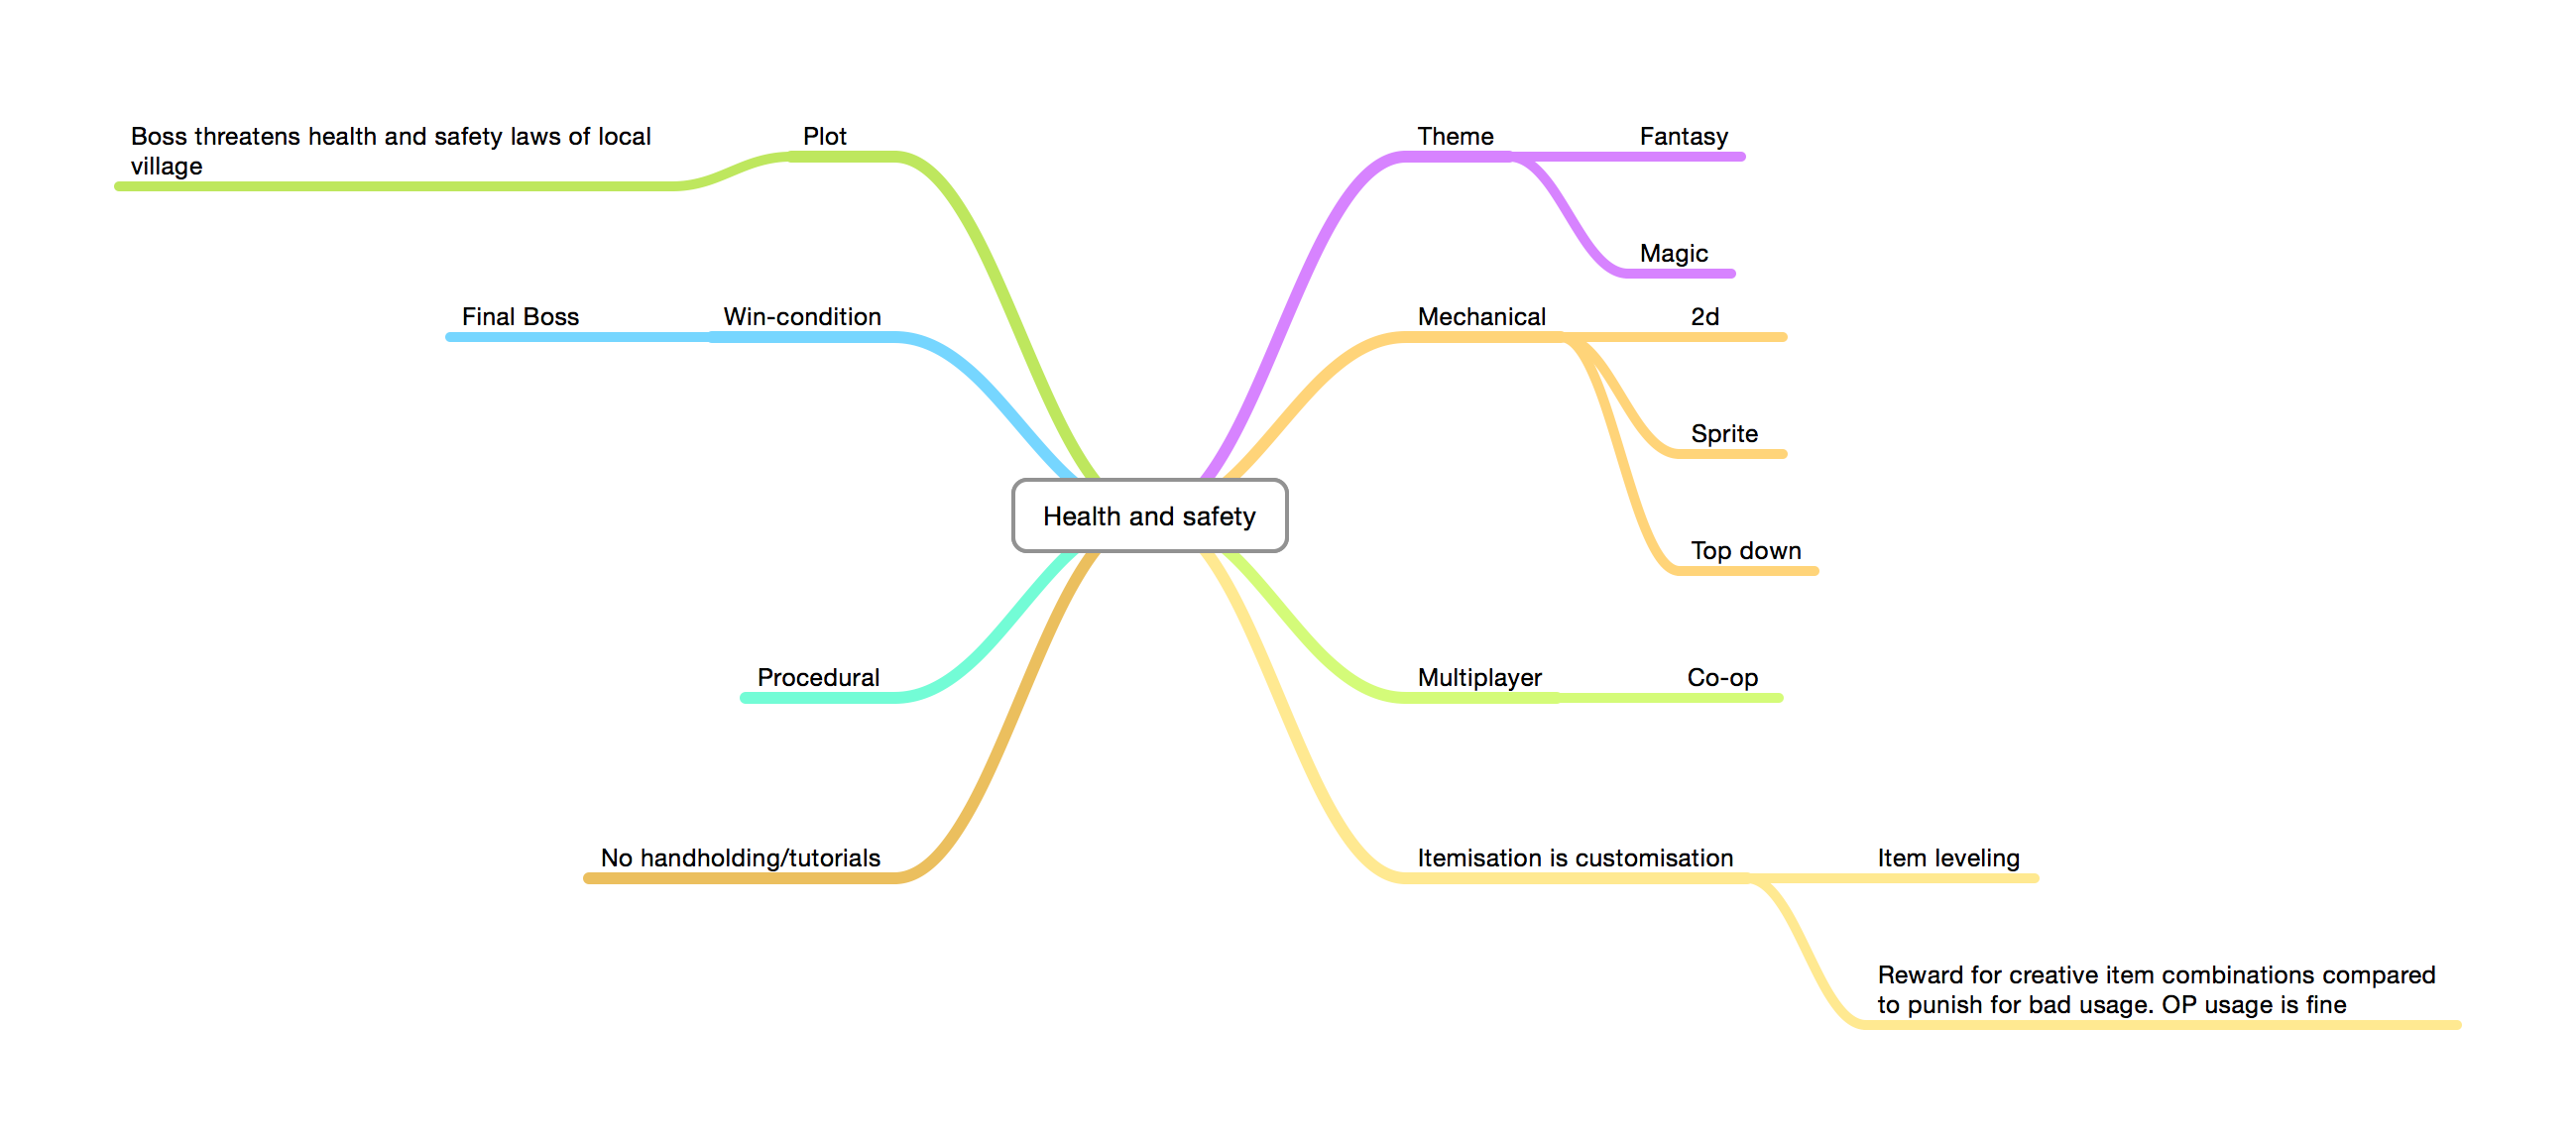 Boss threatens health and safety laws of local
village
Plot
Theme
Fantasy
Magic
Final Boss
Win-condition
Mechanical
2d
Sprite
Top down
Health and safety
Procedural
Multiplayer
Co-op
No handholding/tutorials
Itemisation is customisation
Item leveling
Reward for creative item combinations compared
to punish for bad usage. OP usage is fine